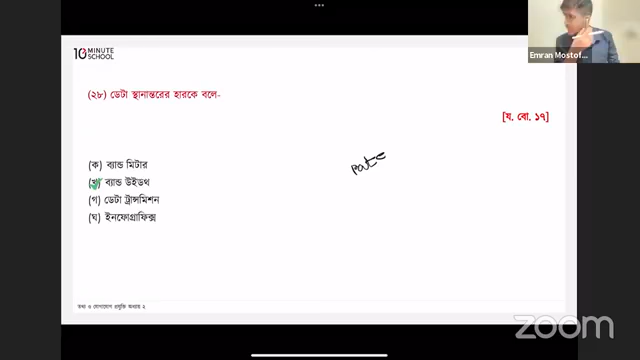 10 MINUTE SCHOOL
Emran Mostof...
(২৮) ডেটা স্থানান্তরের হারকে বলে-
[য. বো. ১৭]
(ক) ব্যান্ড মিটার
(খ) ব্যান্ড উইডথ
(গ) ডেটা ট্রান্সমিশন
(ঘ) ইনফোগ্রাফিক্স
তথ্য ও যোগাযোগ প্রযুক্তি অধ্যায় ২
zoom